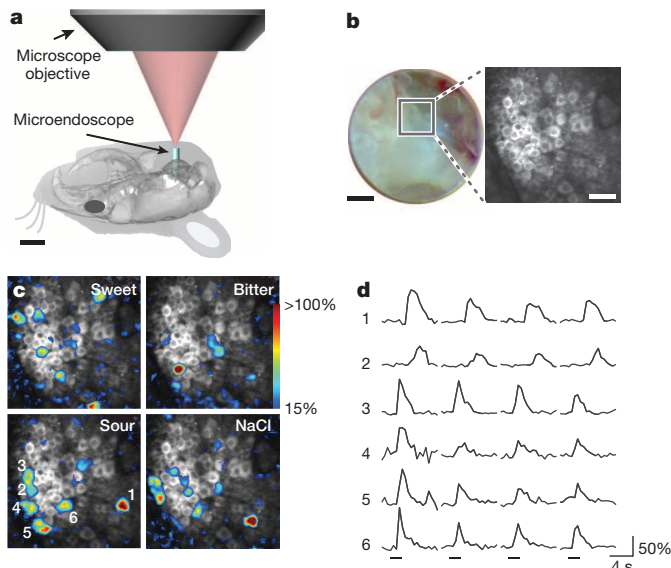 a
Microscope
objective
Microendoscope
b
c
Sweet
Bitter
>100%
15%
Sour
NaCl
3
2
4
5
6
1
d
1
2
3
4
5
6
50%
4 s